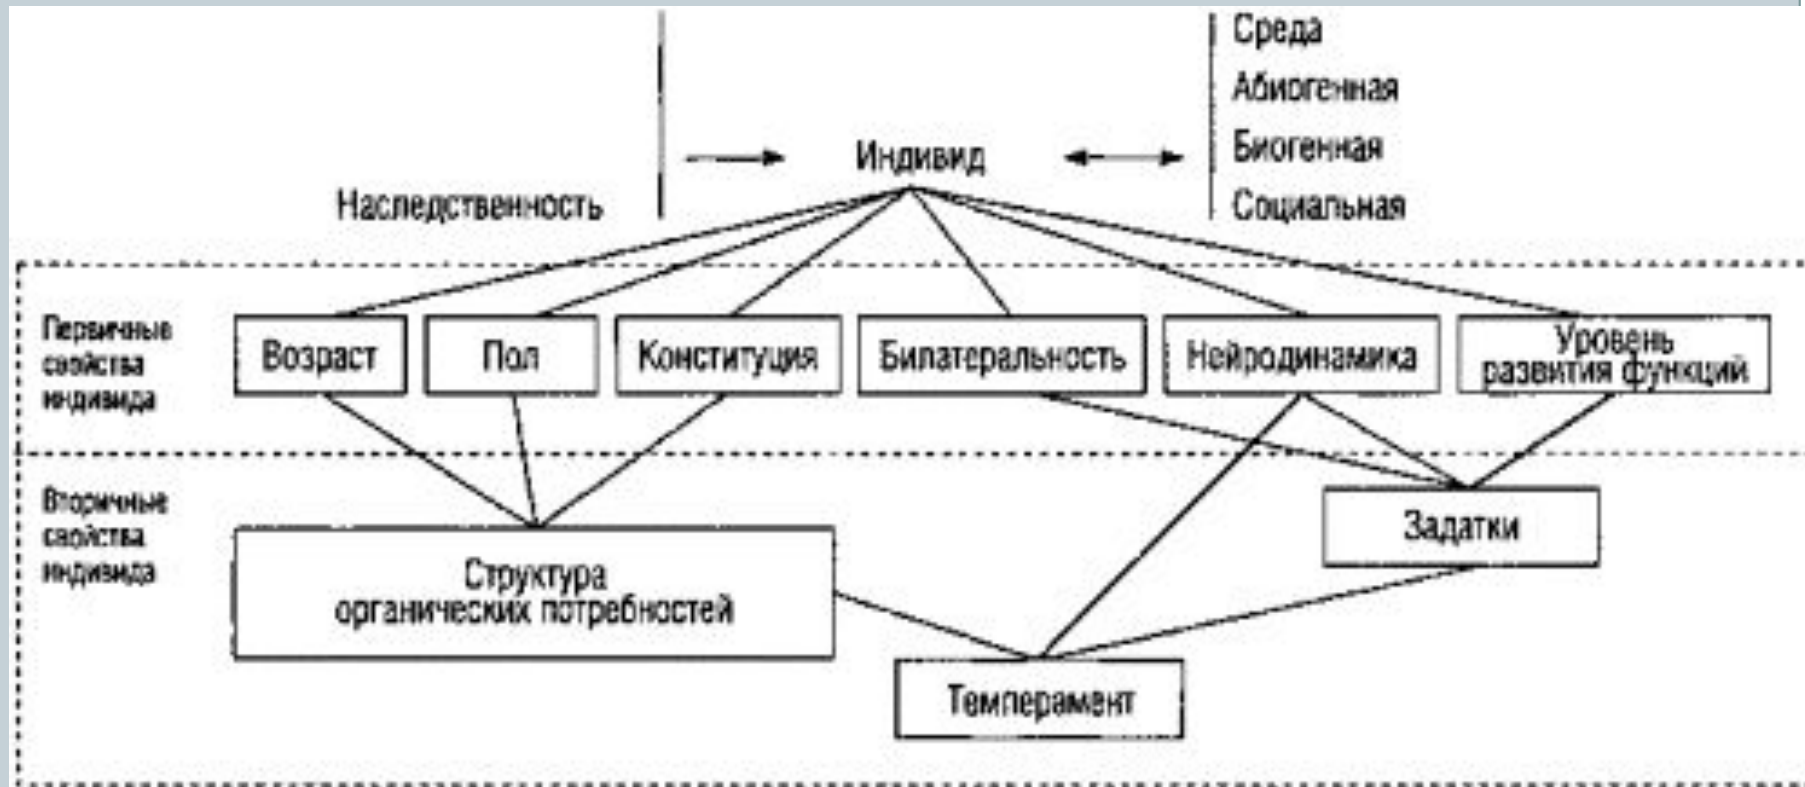 Среда
Абиогенная
Индивид
Биогенная
Наследственность
Социальная
Первичные
свойства
индивида
Возраст
Пол
Конституция
Билатеральность
Нейродинамика
Уровень
развития функций
Вторичные
свойства
индивида
Структура
органических потребностей
Задатки
Темперамент